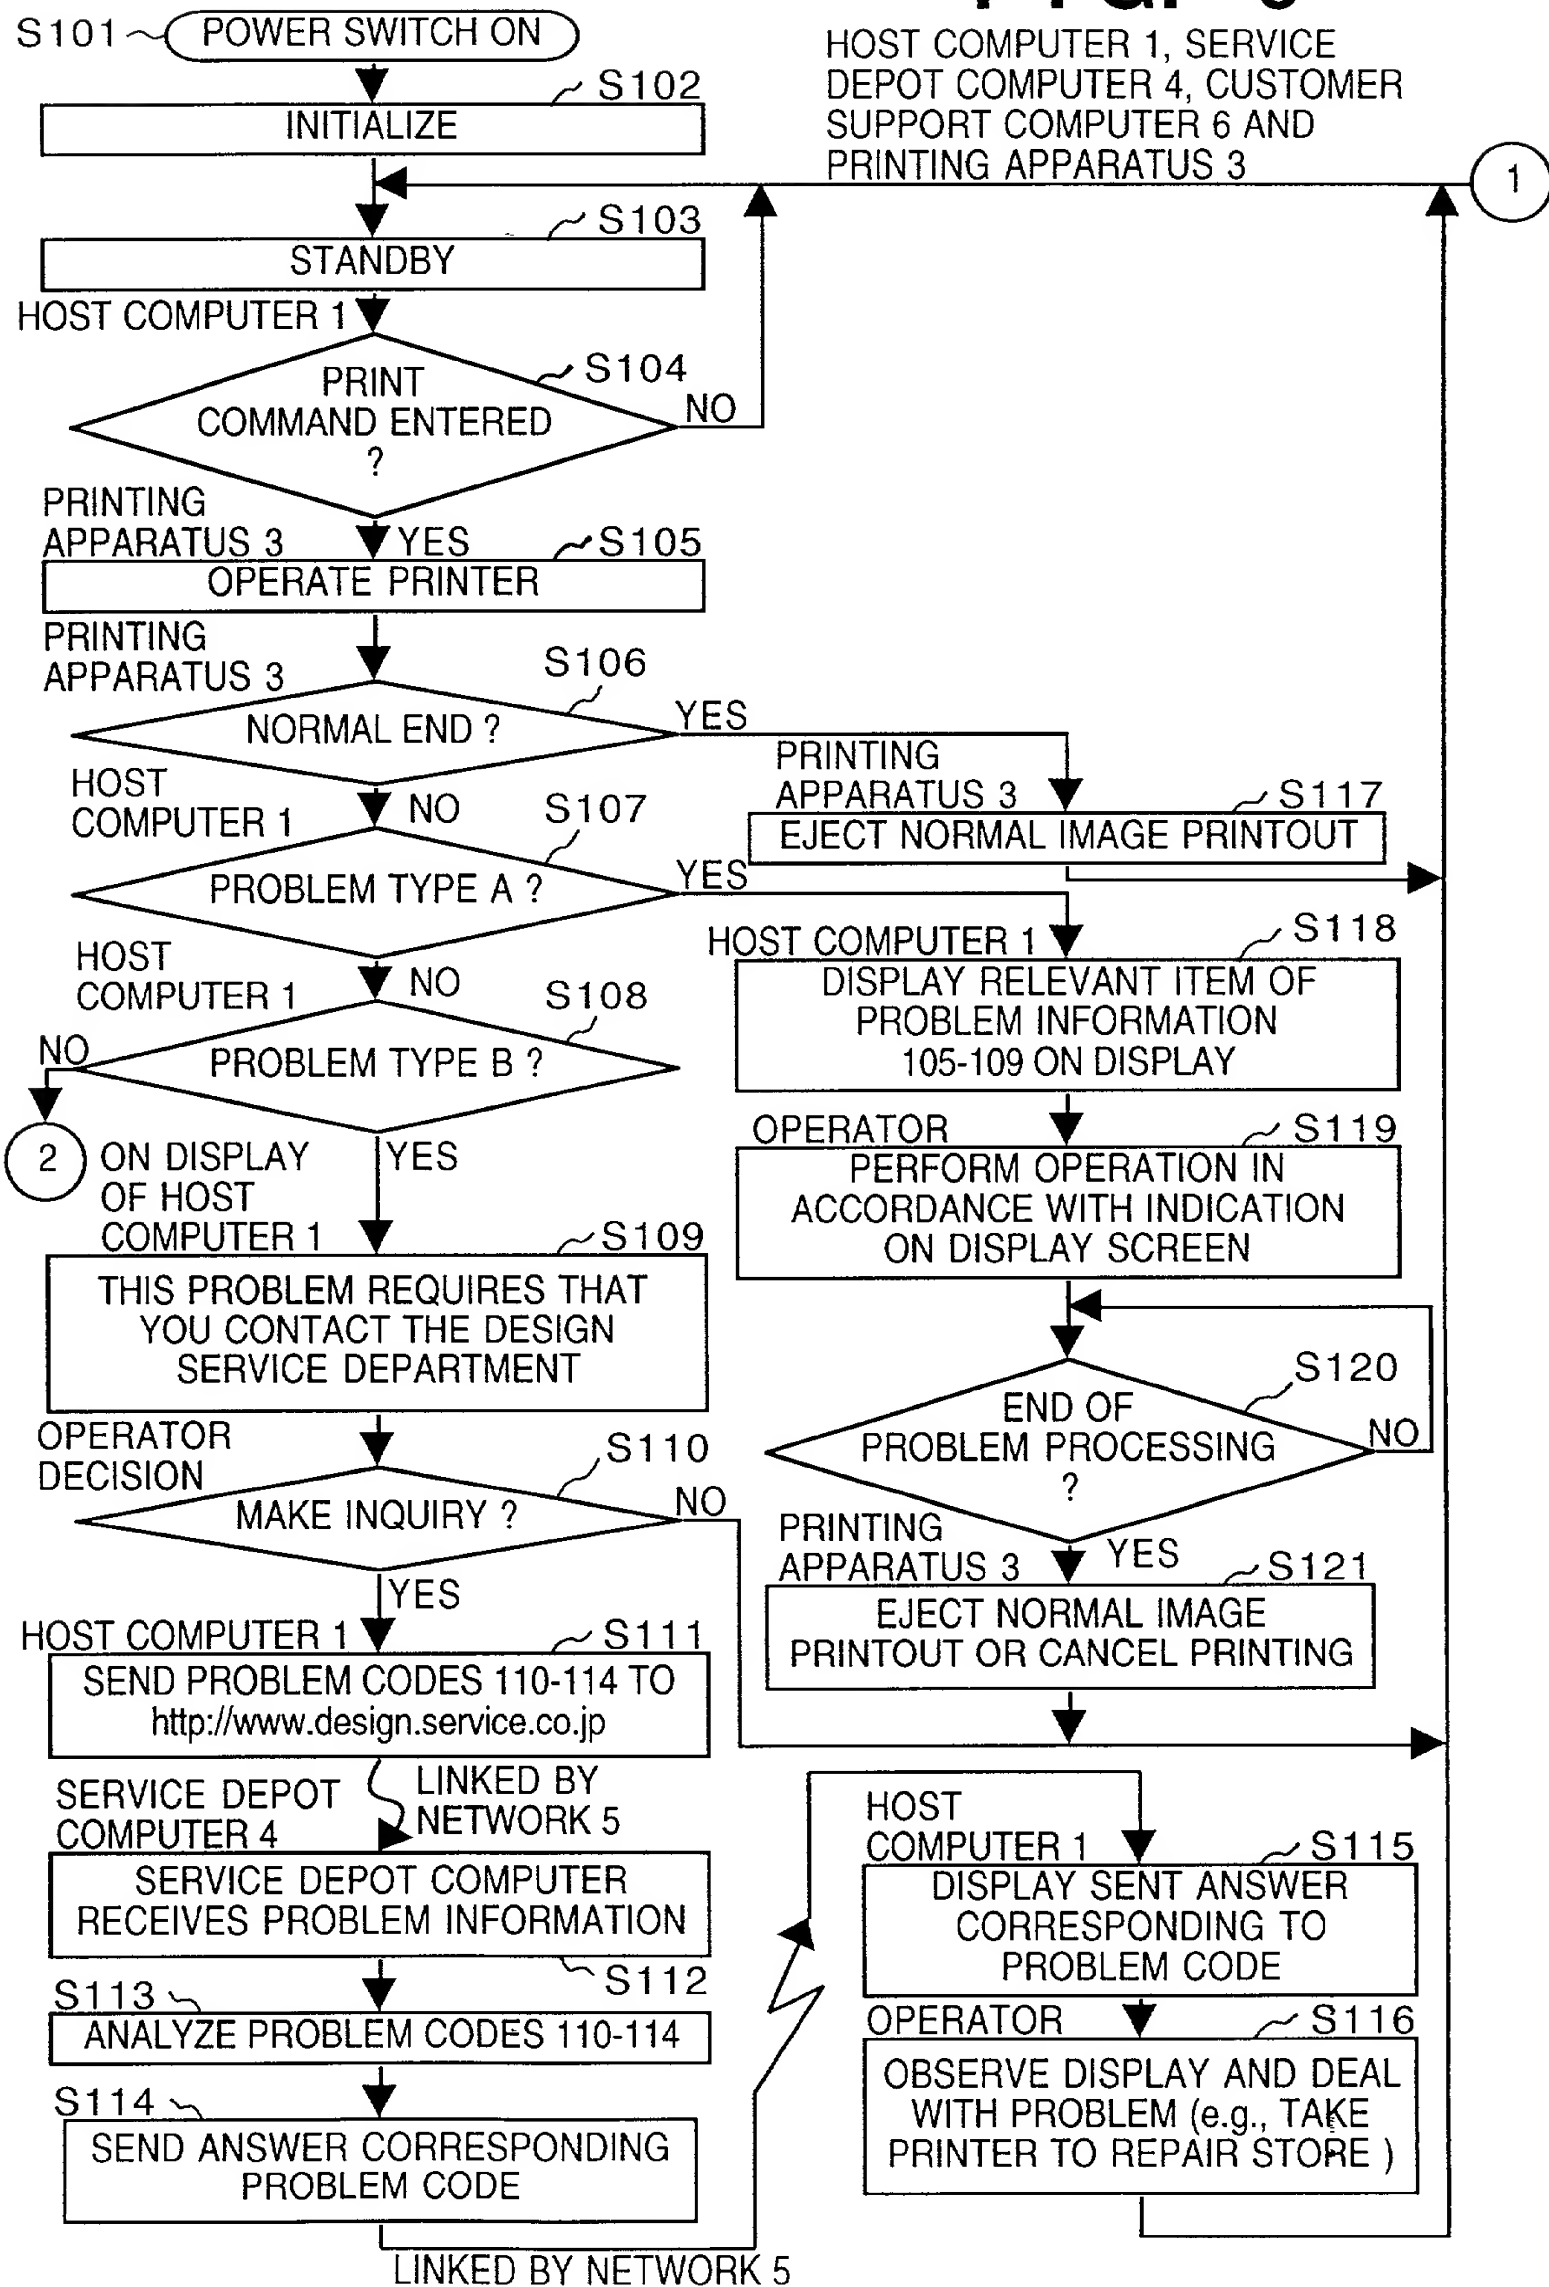 S101
POWER SWITCH ON
HOST COMPUTER 1, SERVICE
DEPOT COMPUTER 4, CUSTOMER
SUPPORT COMPUTER 6 AND
PRINTING APPARATUS 3
S102
INITIALIZE
1
S103
STANDBY
HOST COMPUTER 1
S104
PRINT
COMMAND ENTERED
?
NO
PRINTING
APPARATUS 3
YES
S105
OPERATE PRINTER
PRINTING
APPARATUS 3
S106
NORMAL END ?
YES
HOST
COMPUTER 1
NO
S107
PROBLEM TYPE A ?
YES
HOST
COMPUTER 1
NO
S108
PROBLEM TYPE B ?
NO
2
YES
ON DISPLAY
OF HOST
COMPUTER 1
S109
THIS PROBLEM REQUIRES THAT
YOU CONTACT THE DESIGN
SERVICE DEPARTMENT
OPERATOR
DECISION
S110
MAKE INQUIRY ?
NO
YES
HOST COMPUTER 1
S111
SEND PROBLEM CODES 110-114 TO
http://www.design.service.co.jp
SERVICE DEPOT
COMPUTER 4
LINKED BY
NETWORK 5
SERVICE DEPOT COMPUTER
RECEIVES PROBLEM INFORMATION
S112
S113
ANALYZE PROBLEM CODES 110-114
S114
SEND ANSWER CORRESPONDING
PROBLEM CODE
LINKED BY NETWORK 5
PRINTING
APPARATUS 3
S117
EJECT NORMAL IMAGE PRINTOUT
HOST COMPUTER 1
S118
DISPLAY RELEVANT ITEM OF
PROBLEM INFORMATION
105-109 ON DISPLAY
OPERATOR
S119
PERFORM OPERATION IN
ACCORDANCE WITH INDICATION
ON DISPLAY SCREEN
S120
END OF
PROBLEM PROCESSING
?
NO
PRINTING
APPARATUS 3
YES
S121
EJECT NORMAL IMAGE
PRINTOUT OR CANCEL PRINTING
HOST
COMPUTER 1
S115
DISPLAY SENT ANSWER
CORRESPONDING TO
PROBLEM CODE
OPERATOR
S116
OBSERVE DISPLAY AND DEAL
WITH PROBLEM (e.g., TAKE
PRINTER TO REPAIR STORE )